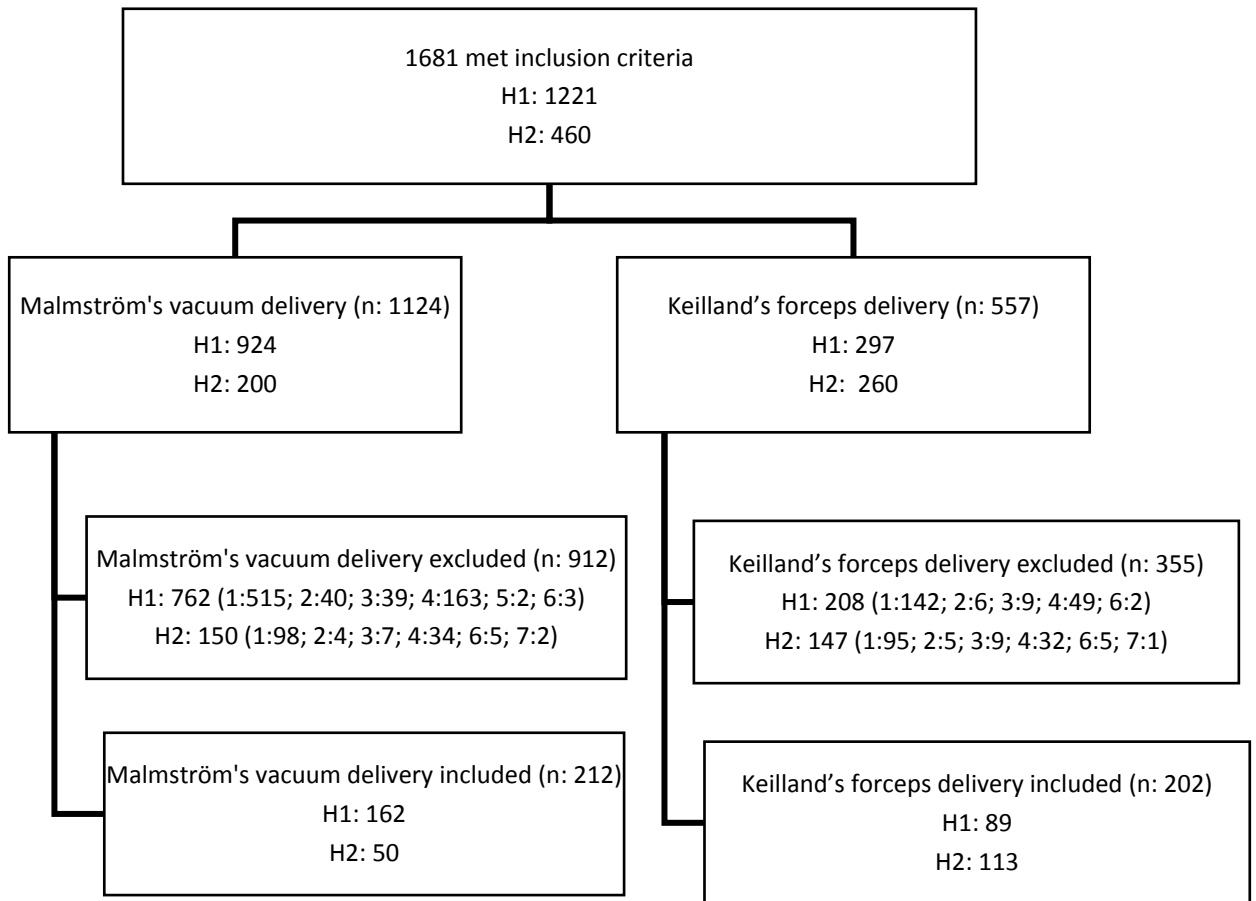 1681 met inclusion criteria
H1: 1221
H2: 460
Malmström's vacuum delivery (n: 1124)
H1: 924
H2: 200
Keilland’s forceps delivery (n: 557)
H1: 297
H2: 260
Malmström's vacuum delivery excluded (n: 912)
H1: 762 (1:515; 2:40; 3:39; 4:163; 5:2; 6:3)
H2: 150 (1:98; 2:4; 3:7; 4:34; 6:5; 7:2)
Keilland’s forceps delivery excluded (n: 355)
H1: 208 (1:142; 2:6; 3:9; 4:49; 6:2)
H2: 147 (1:95; 2:5; 3:9; 4:32; 6:5; 7:1)
Malmström's vacuum delivery included (n: 212)
H1: 162
H2: 50
Keilland’s forceps delivery included (n: 202)
H1: 89
H2: 113